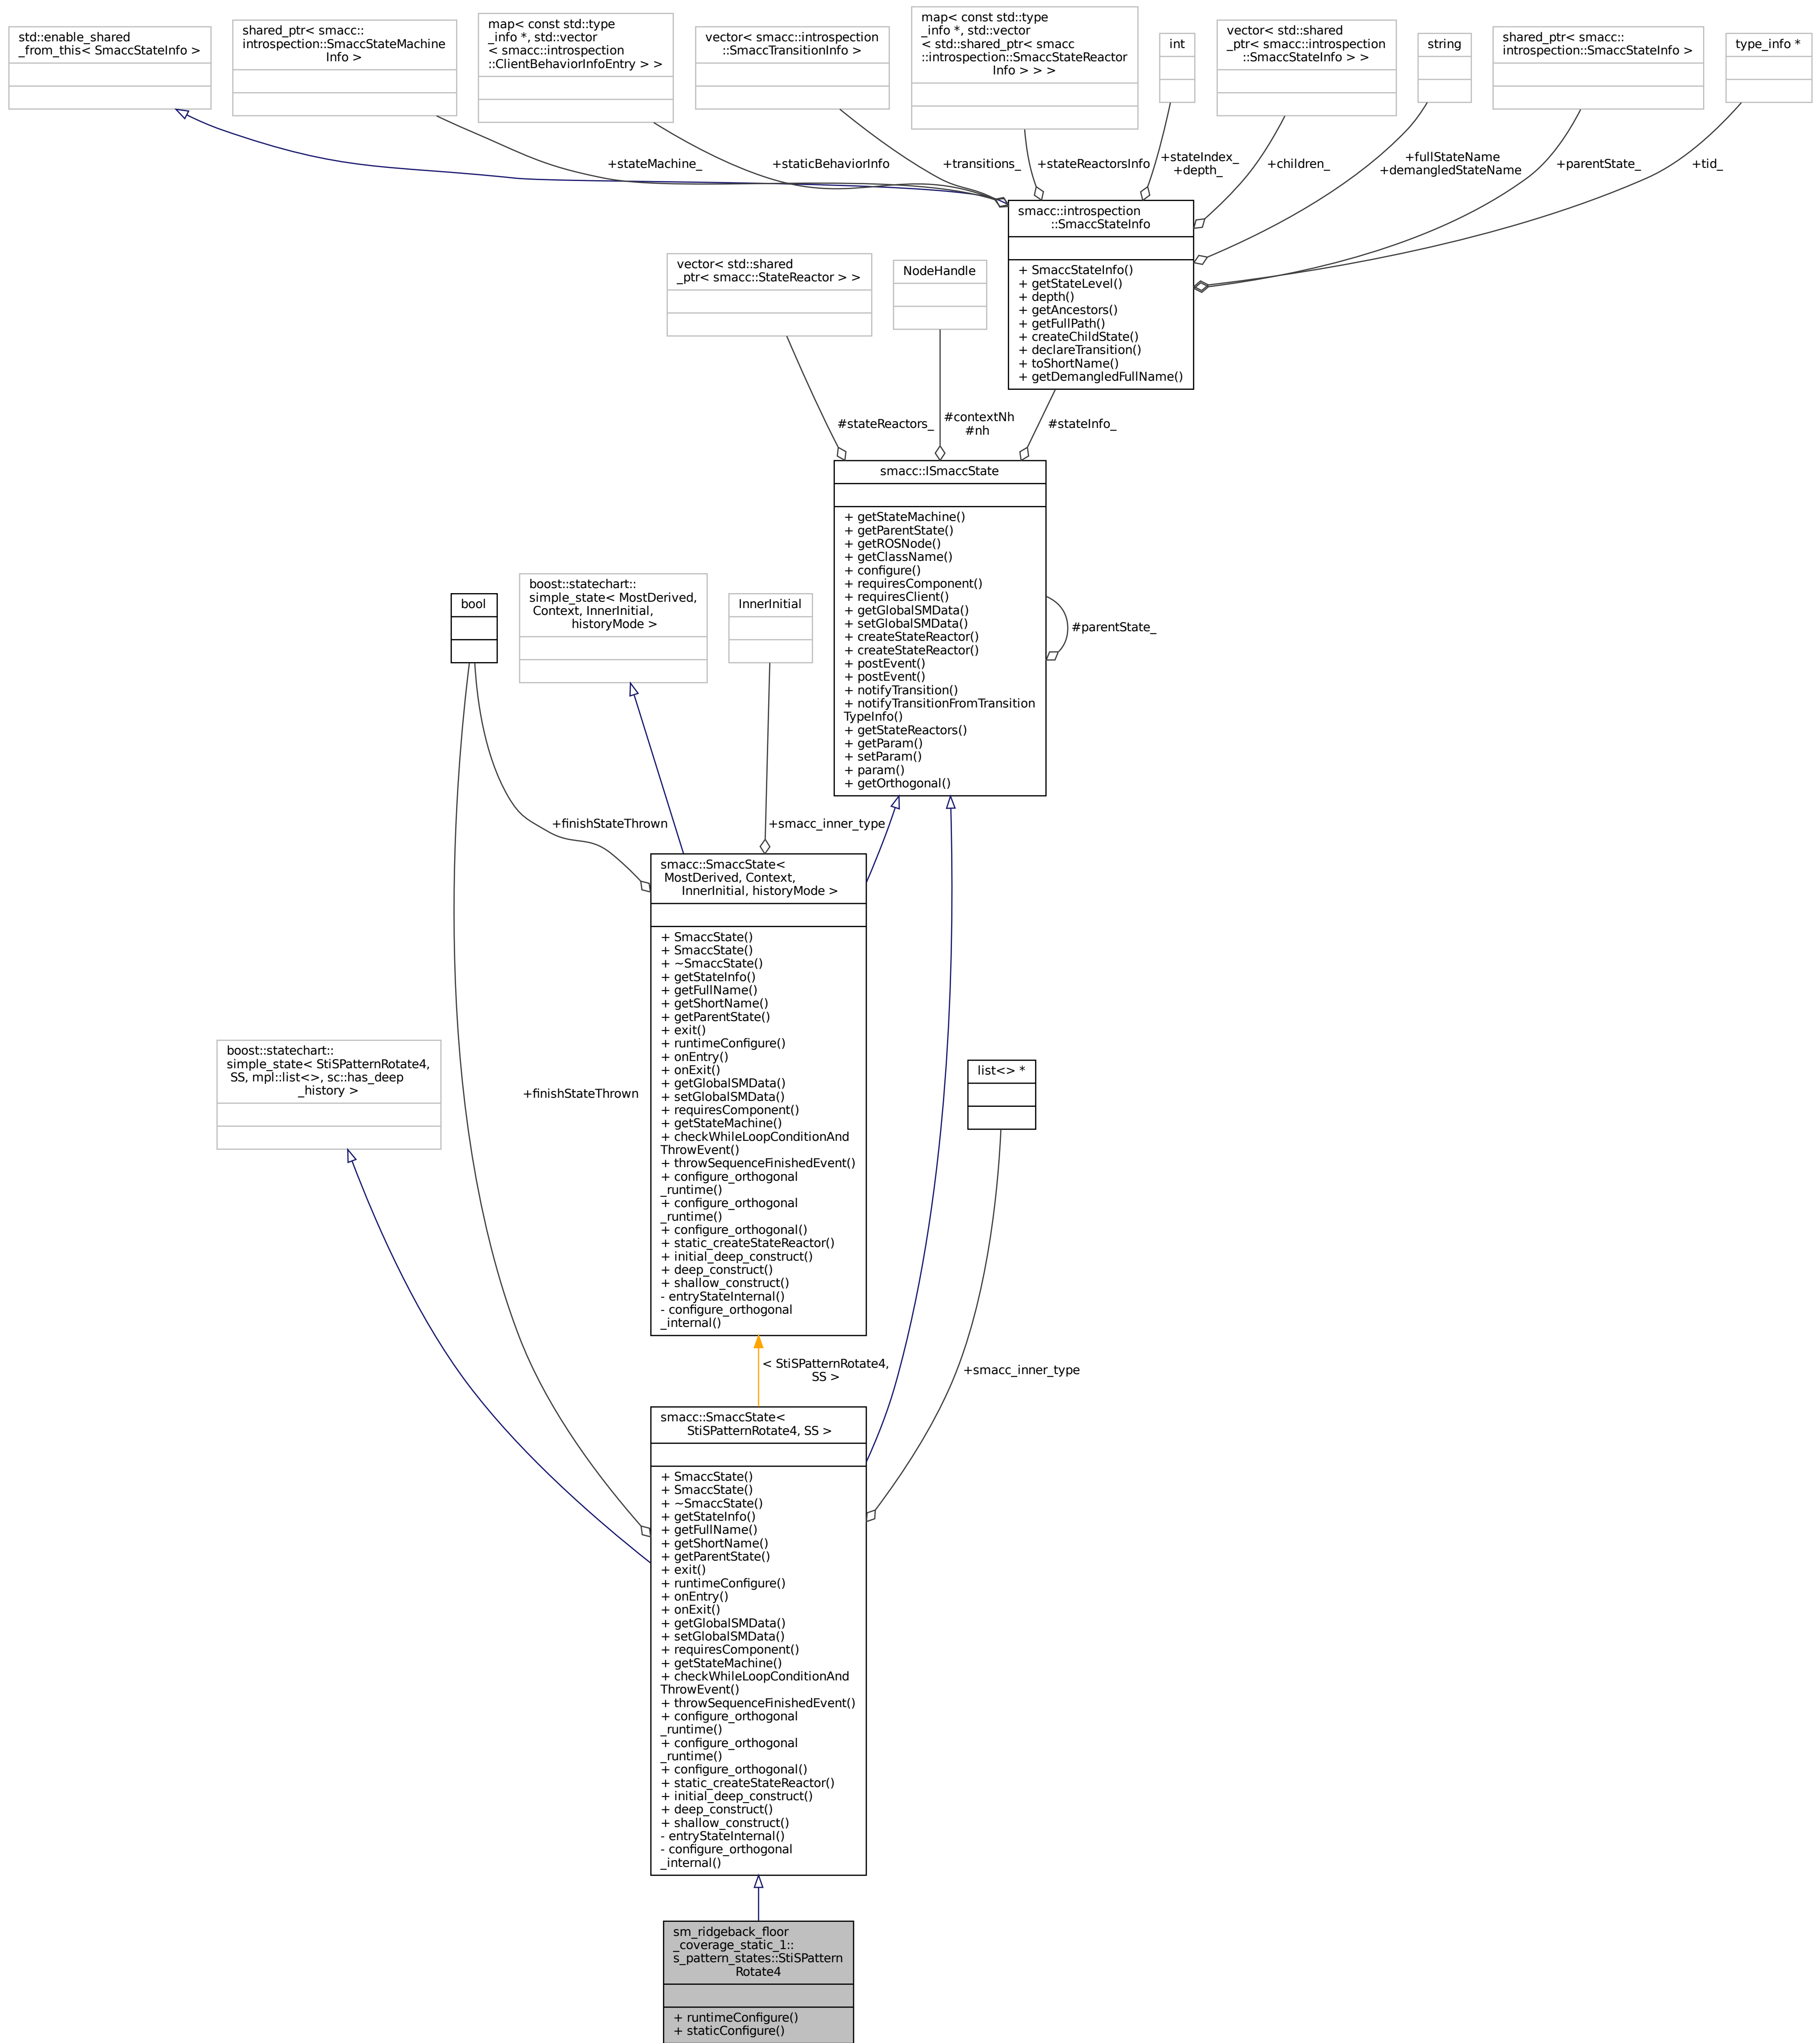 std::enable_shared
_from_this< SmaccStateInfo >
shared_ptr< smacc::
introspection::SmaccStateMachine
Info >
map< const std::type
_info *, std::vector
< smacc::introspection
::ClientBehaviorInfoEntry > >
vector< smacc::introspection
::SmaccTransitionInfo >
map< const std::type
_info *, std::vector
< std::shared_ptr< smacc
::introspection::SmaccStateReactor
Info > > >
int
vector< std::shared
_ptr< smacc::introspection
::SmaccStateInfo > >
string
shared_ptr< smacc::
introspection::SmaccStateInfo >
type_info *
+stateMachine_
+staticBehaviorInfo
+transitions_
+stateReactorsInfo
+stateIndex_
+depth_
+children_
+fullStateName
+demangledStateName
+parentState_
+tid_
smacc::introspection
::SmaccStateInfo
+ SmaccStateInfo()
+ getStateLevel()
+ depth()
+ getAncestors()
+ getFullPath()
+ createChildState()
+ declareTransition()
+ toShortName()
+ getDemangledFullName()
vector< std::shared
_ptr< smacc::StateReactor > >
NodeHandle
#stateReactors_
#contextNh
#nh
#stateInfo_
smacc::ISmaccState
+ getStateMachine()
+ getParentState()
+ getROSNode()
+ getClassName()
+ configure()
+ requiresComponent()
+ requiresClient()
+ getGlobalSMData()
+ setGlobalSMData()
+ createStateReactor()
+ createStateReactor()
+ postEvent()
+ postEvent()
+ notifyTransition()
+ notifyTransitionFromTransition
TypeInfo()
+ getStateReactors()
+ getParam()
+ setParam()
+ param()
+ getOrthogonal()
#parentState_
bool
boost::statechart::
simple_state< MostDerived,
Context, InnerInitial,
historyMode >
InnerInitial
+finishStateThrown
+smacc_inner_type
smacc::SmaccState<
MostDerived, Context,
InnerInitial, historyMode >
+ SmaccState()
+ SmaccState()
+ ~SmaccState()
+ getStateInfo()
+ getFullName()
+ getShortName()
+ getParentState()
+ exit()
+ runtimeConfigure()
+ onEntry()
+ onExit()
+ getGlobalSMData()
+ setGlobalSMData()
+ requiresComponent()
+ getStateMachine()
+ checkWhileLoopConditionAnd
ThrowEvent()
+ throwSequenceFinishedEvent()
+ configure_orthogonal
_runtime()
+ configure_orthogonal
_runtime()
+ configure_orthogonal()
+ static_createStateReactor()
+ initial_deep_construct()
+ deep_construct()
+ shallow_construct()
- entryStateInternal()
- configure_orthogonal
_internal()
boost::statechart::
simple_state< StiSPatternRotate4,
SS, mpl::list<>, sc::has_deep
_history >
+finishStateThrown
list<> *
< StiSPatternRotate4,
SS >
+smacc_inner_type
smacc::SmaccState<
StiSPatternRotate4, SS >
+ SmaccState()
+ SmaccState()
+ ~SmaccState()
+ getStateInfo()
+ getFullName()
+ getShortName()
+ getParentState()
+ exit()
+ runtimeConfigure()
+ onEntry()
+ onExit()
+ getGlobalSMData()
+ setGlobalSMData()
+ requiresComponent()
+ getStateMachine()
+ checkWhileLoopConditionAnd
ThrowEvent()
+ throwSequenceFinishedEvent()
+ configure_orthogonal
_runtime()
+ configure_orthogonal
_runtime()
+ configure_orthogonal()
+ static_createStateReactor()
+ initial_deep_construct()
+ deep_construct()
+ shallow_construct()
- entryStateInternal()
- configure_orthogonal
_internal()
sm_ridgeback_floor
_coverage_static_1::
s_pattern_states::StiSPattern
Rotate4
+ runtimeConfigure()
+ staticConfigure()